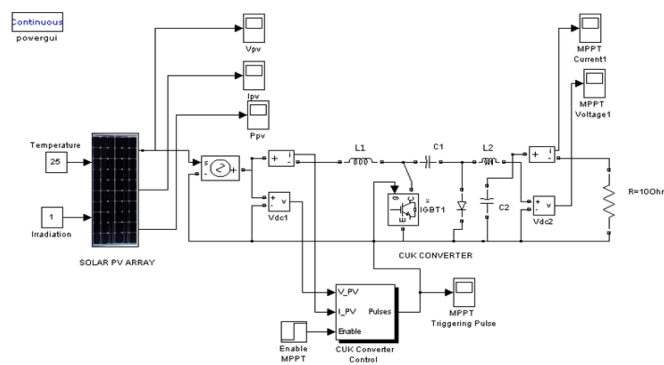 Continuous
powergui
Vpv
Ipv
Ppv
MPPT
Current1
MPPT
Voltage1
Temperature
25
1
Irradiation
SOLAR PV ARRAY
s
+
i
-
+
v
-
Vdc1
L1
C1
L2
g
C
E
IGBT1
C2
+
i
-
+
v
-
Vdc2
R=10Ohr
CUK CONVERTER
V_PV
I_PV
Pulses
Enable
CUK Converter
Control
Enable
MPPT
MPPT
Triggering Pulse